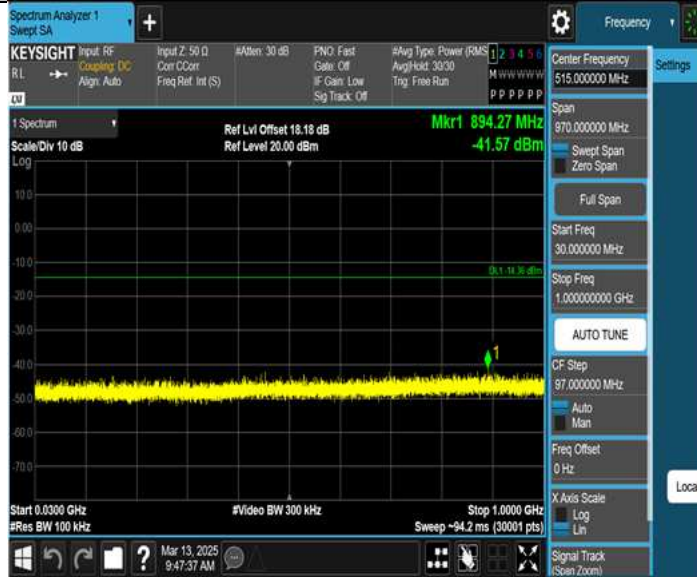 Spectrum Analyzer 1
Swept SA
+
Frequency
KEYSIGHT
RL
Input: RF
Coupling: DC
Align: Auto
Input Z: 50 Ω
Corr CCorr
Freq Ref: Int (S)
#Atten: 30 dB
PNO: Fast
Gate: Off
IF Gain: Low
Sig Track: Off
#Avg Type: Power (RMS
Avg|Hold: 30/30
Trig: Free Run
1 2 3 4 5 6
M W W W W W
P P P P P P
Settings
1 Spectrum
Scale/Div 10 dB
Log
Ref Lvl Offset 18.18 dB
Ref Level 20.00 dBm
Mkr1 894.27 MHz
-41.57 dBm
10.0
0.00
-10.0
-20.0
-30.0
-40.0
-50.0
-60.0
-70.0
DL1 -14.36 dBm
1
Start 0.0300 GHz
#Res BW 100 kHz
#Video BW 300 kHz
Stop 1.0000 GHz
Sweep ~94.2 ms (30001 pts)
Center Frequency
515.000000 MHz
Span
970.000000 MHz
Swept Span
Zero Span
Full Span
Start Freq
30.000000 MHz
Stop Freq
1.000000000 GHz
AUTO TUNE
CF Step
97.000000 MHz
Auto
Man
Freq Offset
0 Hz
X Axis Scale
Log
Lin
Signal Track
(Span Zoom)
Loca
?
Mar 13, 2025
9:47:37 AM